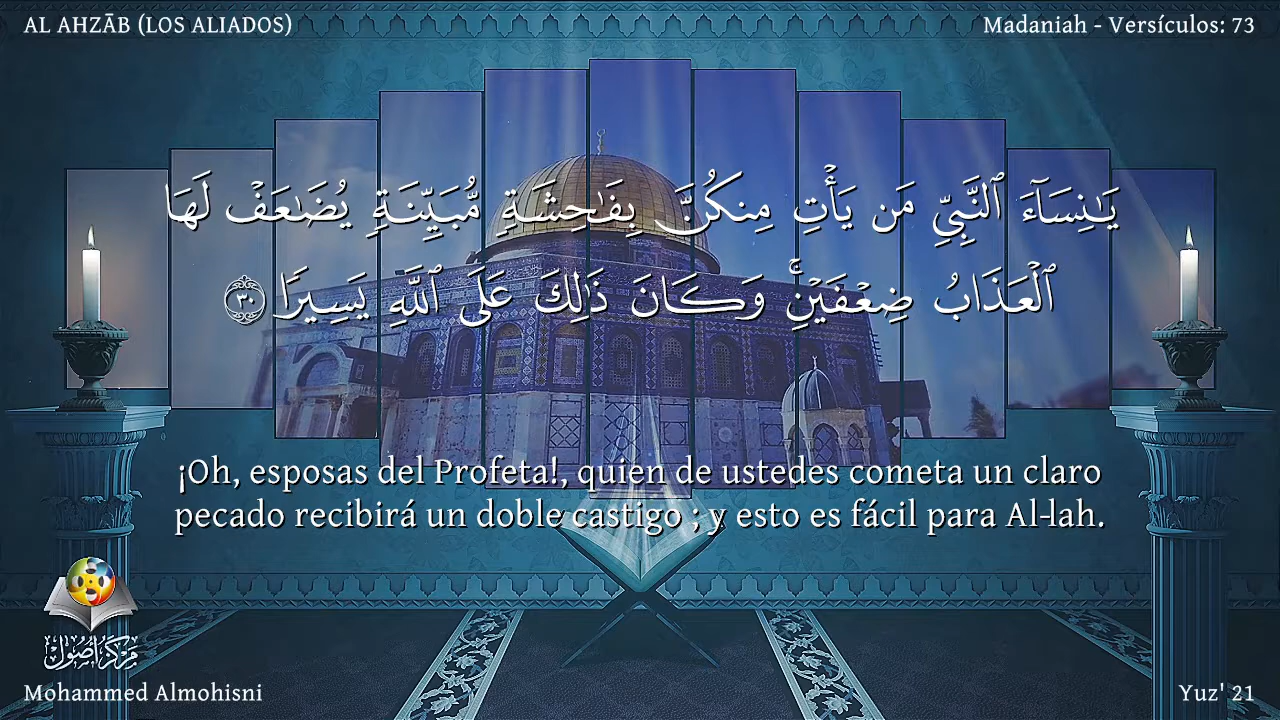 AL AHZĀB (LOS ALIADOS)
Madaniah - Versículos: 73
يَـٰنِسَآءَ ٱلنَّبِىِّ مَن يَأْتِ مِنكُنَّ بِفَـٰحِشَةٍ مُّبَيِّنَةٍ يُضَـٰعَفْ لَهَا
ٱلْعَذَابُ ضِعْفَيْنِ ۚ وَكَانَ ذَٰلِكَ عَلَى ٱللَّهِ يَسِيرًا ٣٠
¡Oh, esposas del Profeta!, quien de ustedes cometa un claro
pecado recibirá un doble castigo ; y esto es fácil para Al-lah.
مركز أصول
Mohammed Almohisni
Yuz' 21